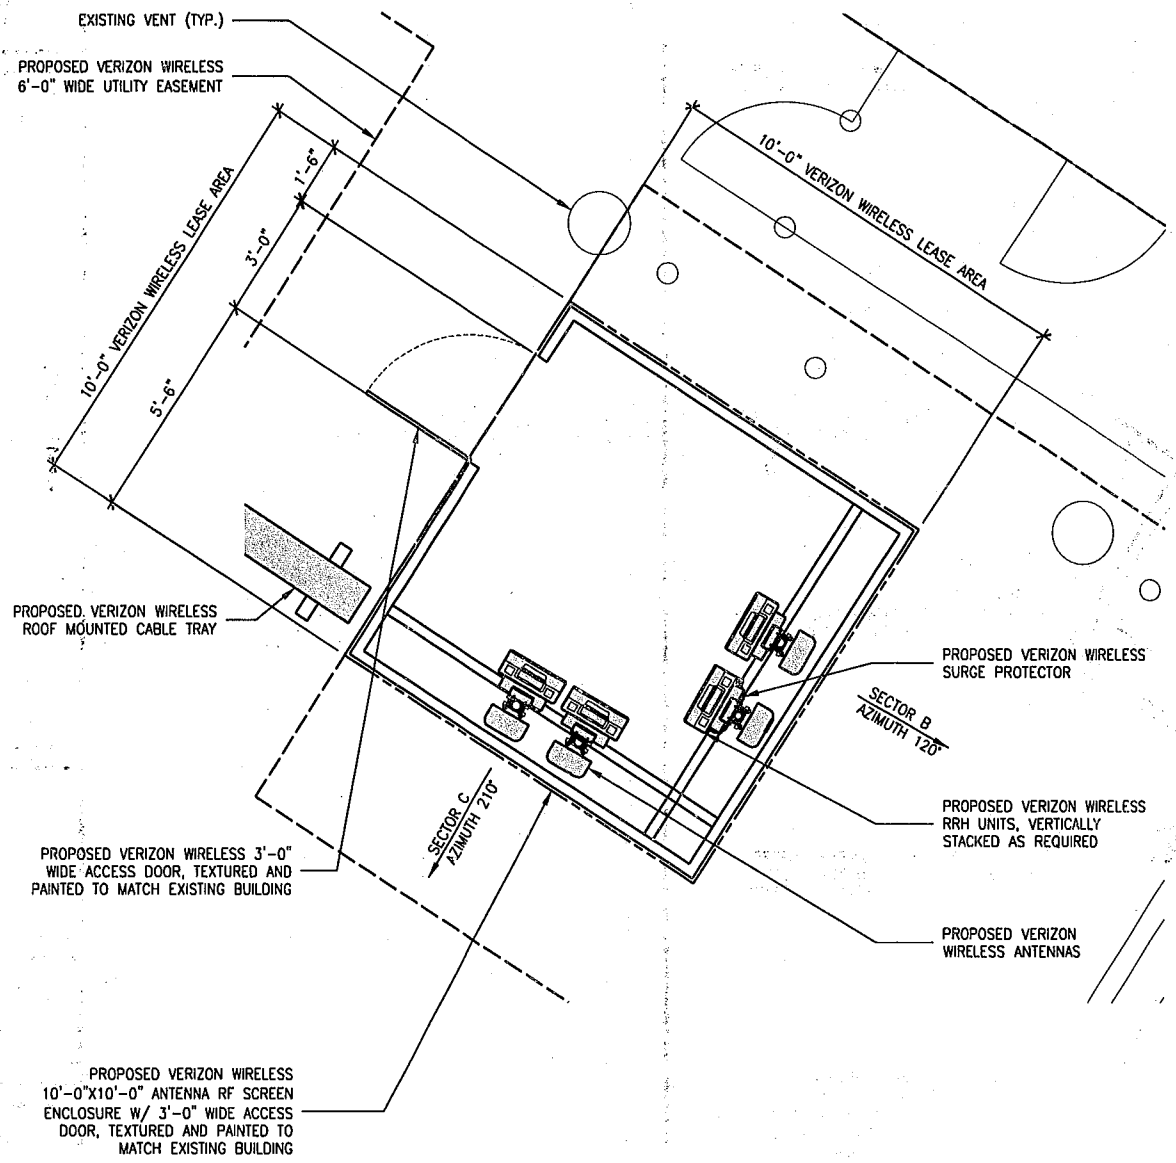 EXISTING VENT (TYP.)
PROPOSED VERIZON WIRELESS
6'-0" WIDE UTILITY EASEMENT
10'-0" VERIZON WIRELESS LEASE AREA
1'-6"
3'-0"
5'-6"
10'-0" VERIZON WIRELESS LEASE AREA
PROPOSED VERIZON WIRELESS
ROOF MOUNTED CABLE TRAY
PROPOSED VERIZON WIRELESS
SURGE PROTECTOR
SECTOR B
AZIMUTH 120°
SECTOR C
AZIMUTH 210°
PROPOSED VERIZON WIRELESS
RRH UNITS, VERTICALLY
STACKED AS REQUIRED
PROPOSED VERIZON WIRELESS 3'-0"
WIDE ACCESS DOOR, TEXTURED AND
PAINTED TO MATCH EXISTING BUILDING
PROPOSED VERIZON
WIRELESS ANTENNAS
PROPOSED VERIZON WIRELESS
10'-0"X10'-0" ANTENNA RF SCREEN
ENCLOSURE W/ 3'-0" WIDE ACCESS
DOOR, TEXTURED AND PAINTED TO
MATCH EXISTING BUILDING